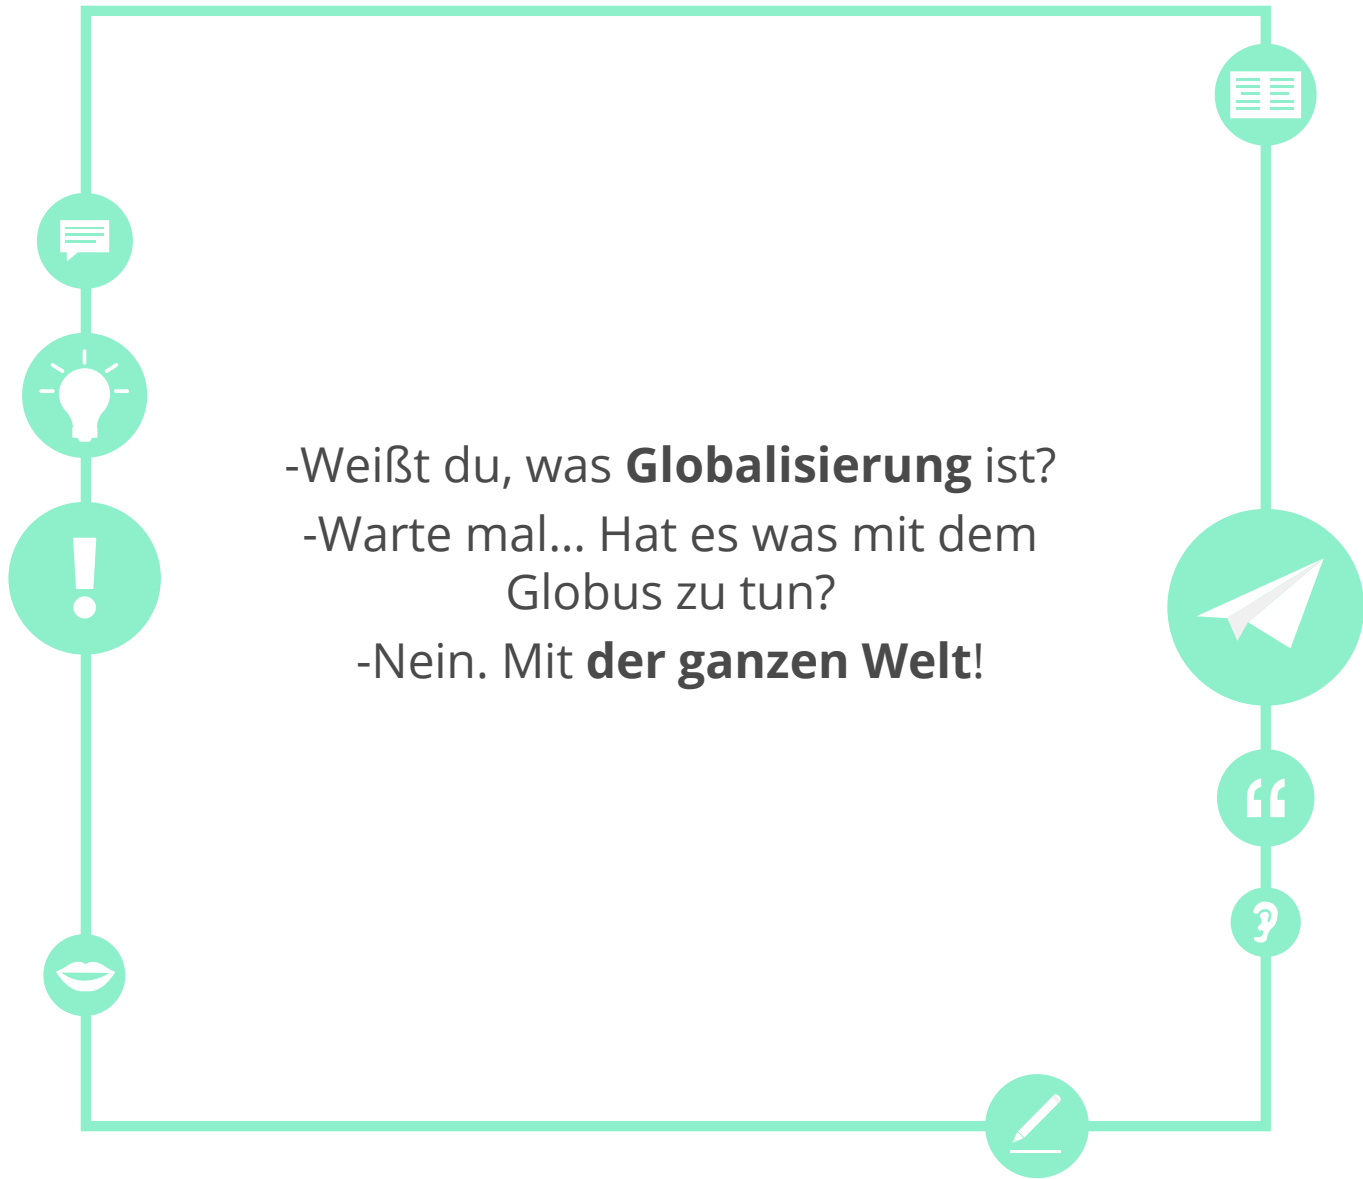 -Weißt du, was Globalisierung ist?
-Warte mal... Hat es was mit dem
Globus zu tun?
-Nein. Mit der ganzen Welt!